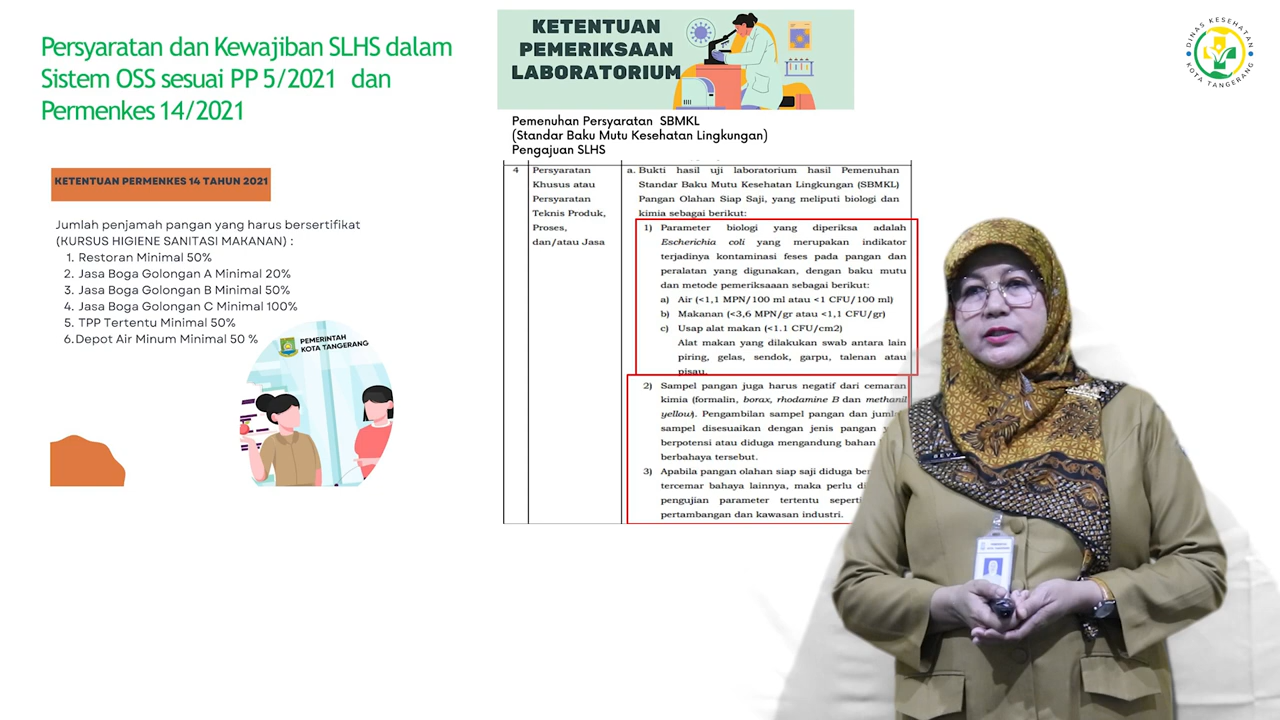 Persyaratan dan Kewajiban SLHS dalam
Sistem OSS sesuai PP 5/2021 dan
Permenkes 14/2021
KETENTUAN PERMENKES 14 TAHUN 2021
Jumlah penjamah pangan yang harus bersertifikat
(KURSUS HIGIENE SANITASI MAKANAN) :
1. Restoran Minimal 50%
2. Jasa Boga Golongan A Minimal 20%
3. Jasa Boga Golongan B Minimal 50%
4. Jasa Boga Golongan C Minimal 100%
5. TPP Tertentu Minimal 50%
6. Depot Air Minum Minimal 50 %
PEMERINTAH
KOTA TANGERANG
KETENTUAN
PEMERIKSAAN
LABORATORIUM
Pemenuhan Persyaratan SBMKL
(Standar Baku Mutu Kesehatan Lingkungan)
Pengajuan SLHS
4
Persyaratan
Khusus atau
Persyaratan
Teknis Produk,
Proses,
dan/atau Jasa
a. Bukti hasil uji laboratorium hasil Pemenuhan
Standar Baku Mutu Kesehatan Lingkungan (SBMKL)
Pangan Olahan Siap Saji, yang meliputi biologi dan
kimia sebagai berikut:
1) Parameter biologi yang diperiksa adalah
Escherichia coli yang merupakan indikator
terjadinya kontaminasi feses pada pangan dan
peralatan yang digunakan, dengan baku mutu
dan metode pemeriksaaan sebagai berikut:
a) Air (<1,1 MPN/100 ml atau <1 CFU/100 ml)
b) Makanan (<3,6 MPN/gr atau <1,1 CFU/gr)
c) Usap alat makan (<1.1 CFU/cm2)
Alat makan yang dilakukan swab antara lain
piring, gelas, sendok, garpu, talenan atau
pisau.
2) Sampel pangan juga harus negatif dari cemaran
kimia (formalin, borax, rhodamine B dan methanil
yellow). Pengambilan sampel pangan dan
sampel disesuaikan dengan jenis pangan
berpotensi atau diduga mengandung bahan
berbahaya tersebut.
3) Apabila pangan olahan siap saji diduga
tercemar bahaya lainnya, maka perlu
pengujian parameter tertentu seperti
pertambangan dan kawasan industri.
DINAS KESEHATAN
KOTA TANGERANG
BEVY